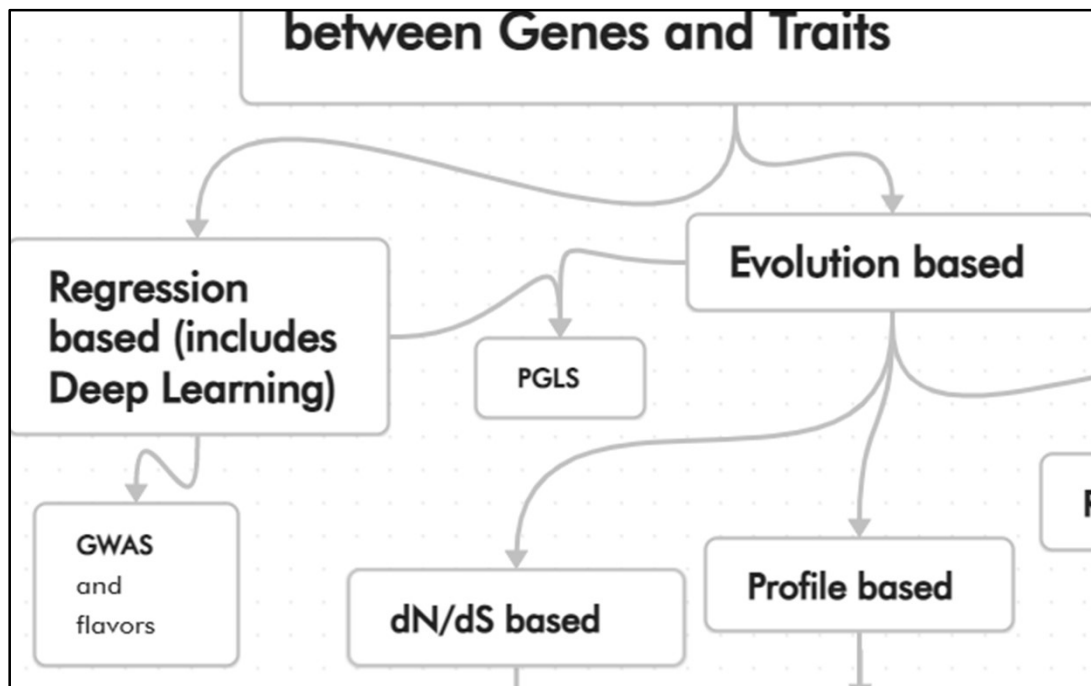 between Genes and Traits
Evolution based
Regression
based (includes
Deep Learning)
PGLS
GWAS
and
flavors
dN/dS based
Profile based